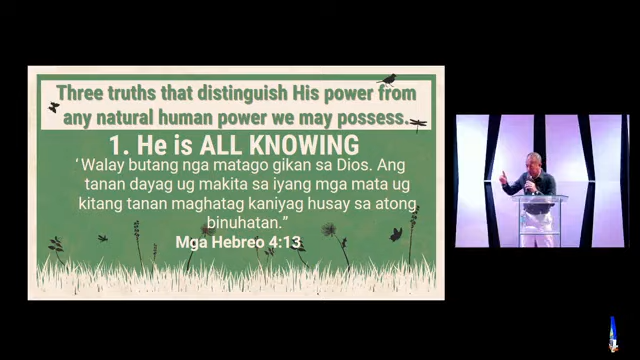 Three truths that distinguish His power from
any natural human power we may possess.
1. He is ALL KNOWING
‘Walay butang nga matago gikan sa Dios. Ang
tanan dayag ug makita sa iyang mga mata ug
kitang tanan maghatag kaniyag husay sa atong
binuhatan.”
Mga Hebreo 4:13